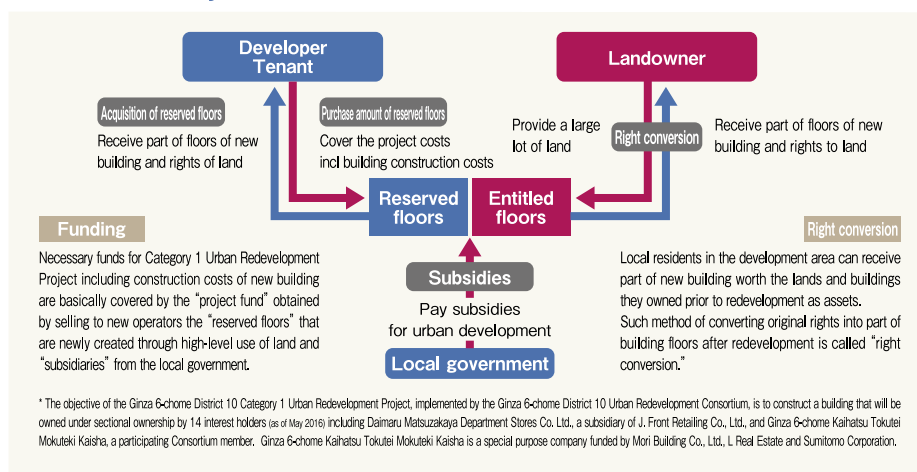 Developer
Tenant
Landowner
Acquisition of reserved floors
Receive part of floors of new
building and rights of land
Purchase amount of reserved floors
Cover the project costs
incl building construction costs
Provide a large
lot of land
Right conversion
Receive part of floors of new
building and rights to land
Reserved
floors
Entitled
floors
Funding
Necessary funds for Category 1 Urban Redevelopment
Project including construction costs of new building
are basically covered by the “project fund” obtained
by selling to new operators the “reserved floors” that
are newly created through high-level use of land and
“subsidiaries” from the local government.
Subsidies
Pay subsidies
for urban development
Local government
Right conversion
Local residents in the development area can receive
part of new building worth the lands and buildings
they owned prior to redevelopment as assets.
Such method of converting original rights into part of
building floors after redevelopment is called “right
conversion.”
* The objective of the Ginza 6-chome District 10 Category 1 Urban Redevelopment Project, implemented by the Ginza 6-chome District 10 Urban Redevelopment Consortium, is to construct a building that will be
owned under sectional ownership by 14 interest holders (as of May 2016) including Daimaru Matsuzakaya Department Stores Co. Ltd., a subsidiary of J. Front Retailing Co., Ltd., and Ginza 6-chome Kaihatsu Tokutei
Mokuteki Kaisha, a participating Consortium member. Ginza 6-chome Kaihatsu Tokutei Mokuteki Kaisha is a special purpose company funded by Mori Building Co., Ltd., L Real Estate and Sumitomo Corporation.